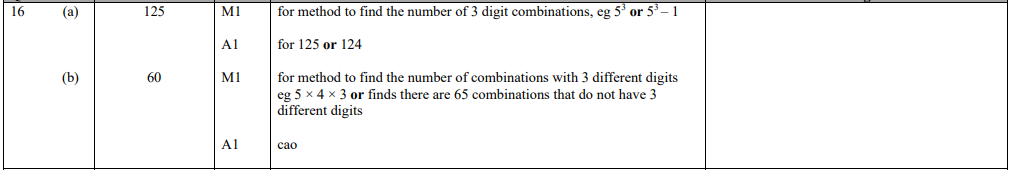 16 (a) 125 M1 for method to find the number of 3 digit combinations, eg 5³ or 5³ – 1
A1 for 125 or 124
(b) 60 M1 for method to find the number of combinations with 3 different digits
eg 5 × 4 × 3 or finds there are 65 combinations that do not have 3
different digits
A1 cao